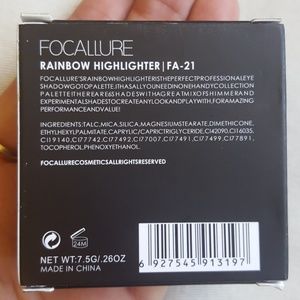 FOCALLURE
RAINBOW HIGHLIGHTER | FA-21
FOCALLURE'SRAINBOWHIGHLIGHTERISTHEPERFECTPROFESSIONALEYE
SHADOWGOTOPALETTE.ITHASALLYOUNEEDINONEHANDYCOLLECTION
PALETTETHEREARE6SHADESWITHAGREATMIXOFSHIMMERAND
EXPERIMENTALSHADESTOCREATEANYLOOKANDPLAYWITH,FORAMAZING
PERFORMANCEANDVALUE!
INGREDIENTS:TALC,MICA,SILICA,MAGNESIUMSTEARATE,DIMETHICONE,
ETHYLHEXYLPALMITATE,CAPRYLIC/CAPRICTRIGLYCERIDE,CI42090,CI16035,
CI19140,CI77742,CI77492,CI77007,CI77491,CI77499,CI77891,
TOCOPHEROL,PHENOXYETHANOL.
FOCALLURECOSMETICSALLRIGHTSRESERVED
24M
NET WT:7.5G/.26OZ
MADE IN CHINA
6 927545 913197